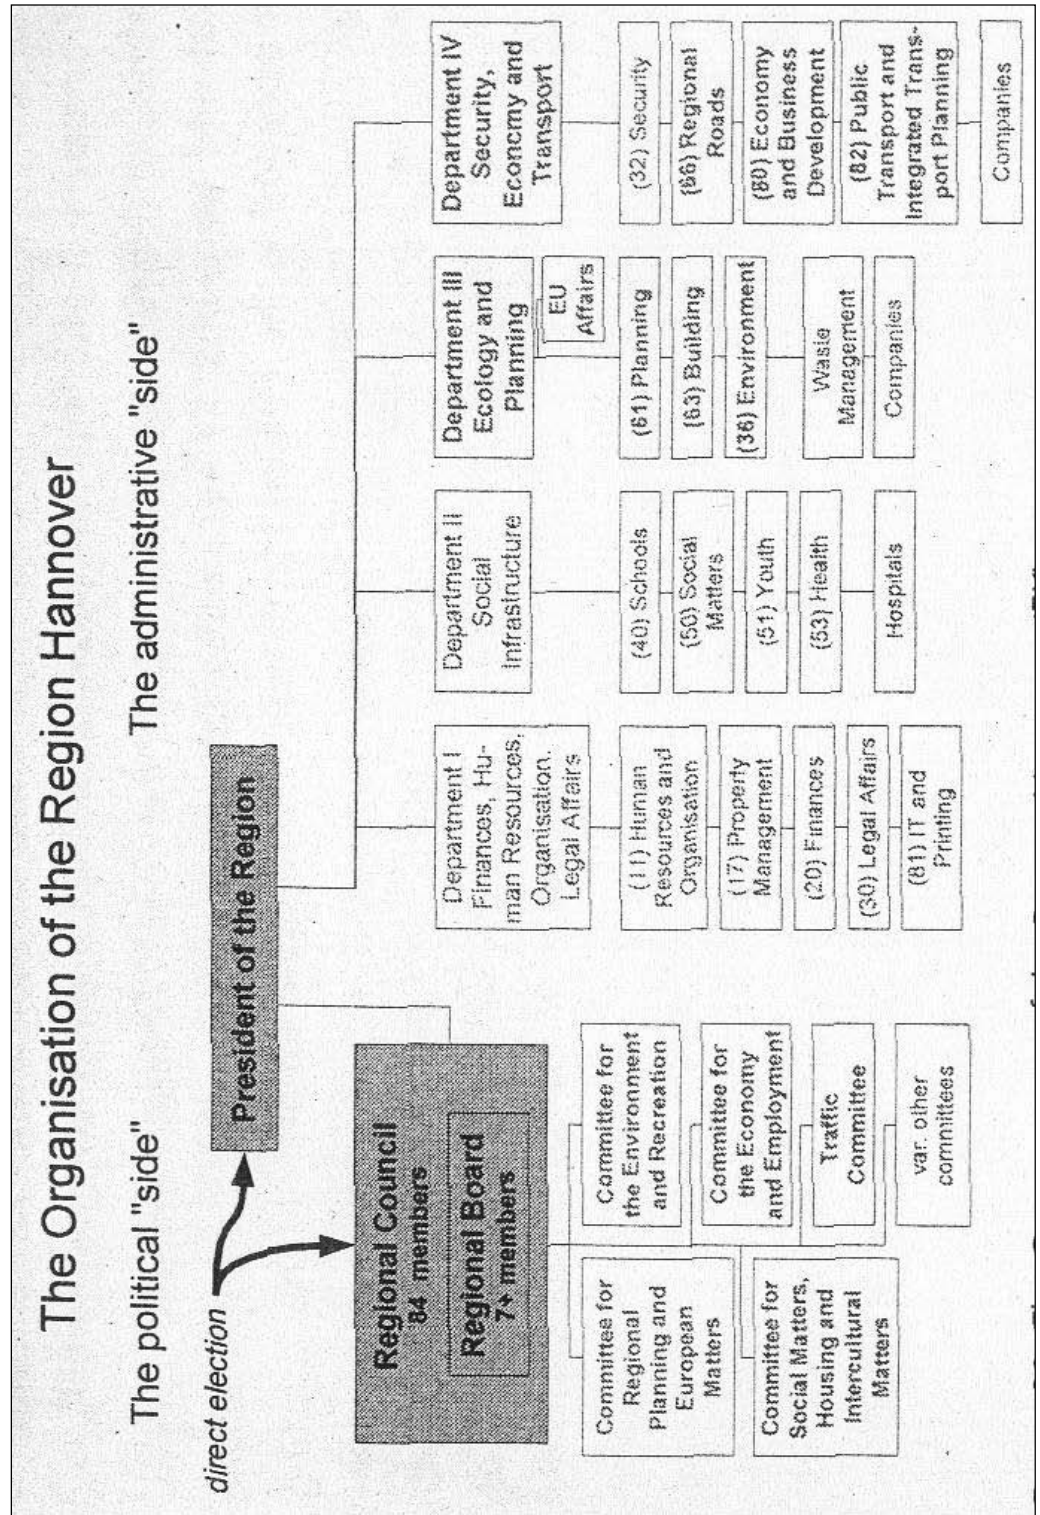 The Organisation of the Region Hannover
The political "side"
The administrative "side"
direct election
President of the Region
Regional Council
84 members
Regional Board
7+ members
Committee for
Regional
Planning and
European
Matters
Committee for
the Environment
and Recreation
Committee for
the Economy
and Employment
Committee for
Social Matters,
Housing and
Intercultural
Matters
Traffic
Committee
var. other
committees
Department I
Finances, Hu-
man Resources,
Organisation.
Legal Affairs
(11) Human
Resources and
Organisation
(17) Property
Management
(20) Finances
(30) Legal Affairs
(81) IT and
Printing
Department II
Social
Infrastructure
(40) Schools
(50) Social
Matters
(51) Youth
(53) Health
Hospitals
Department III
Ecology and
Planning
EU
Affairs
(61) Planning
(63) Building
(36) Environment
Waste
Management
Companies
Department IV
Security,
Economy and
Transport
(32) Security
(66) Regional
Roads
(80) Economy
and Business
Development
(82) Public
Transport and
Integrated Trans-
port Planning
Companies